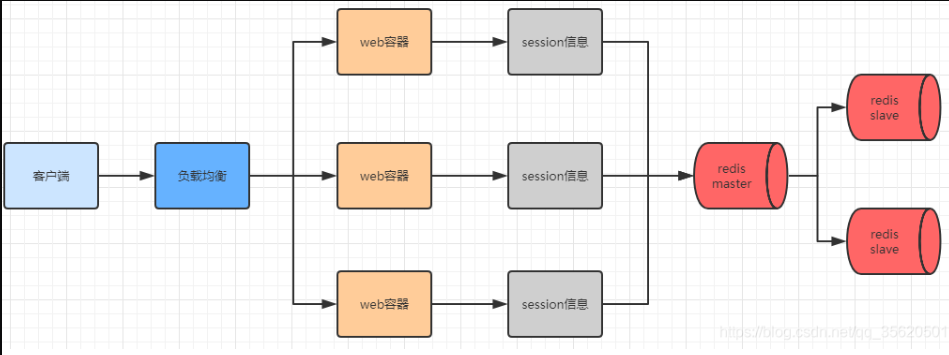 web容器
session信息
redis
slave
客户端
负载均衡
web容器
session信息
redis
master
redis
slave
web容器
session信息
https://blog.csdn.net/qq_35620501